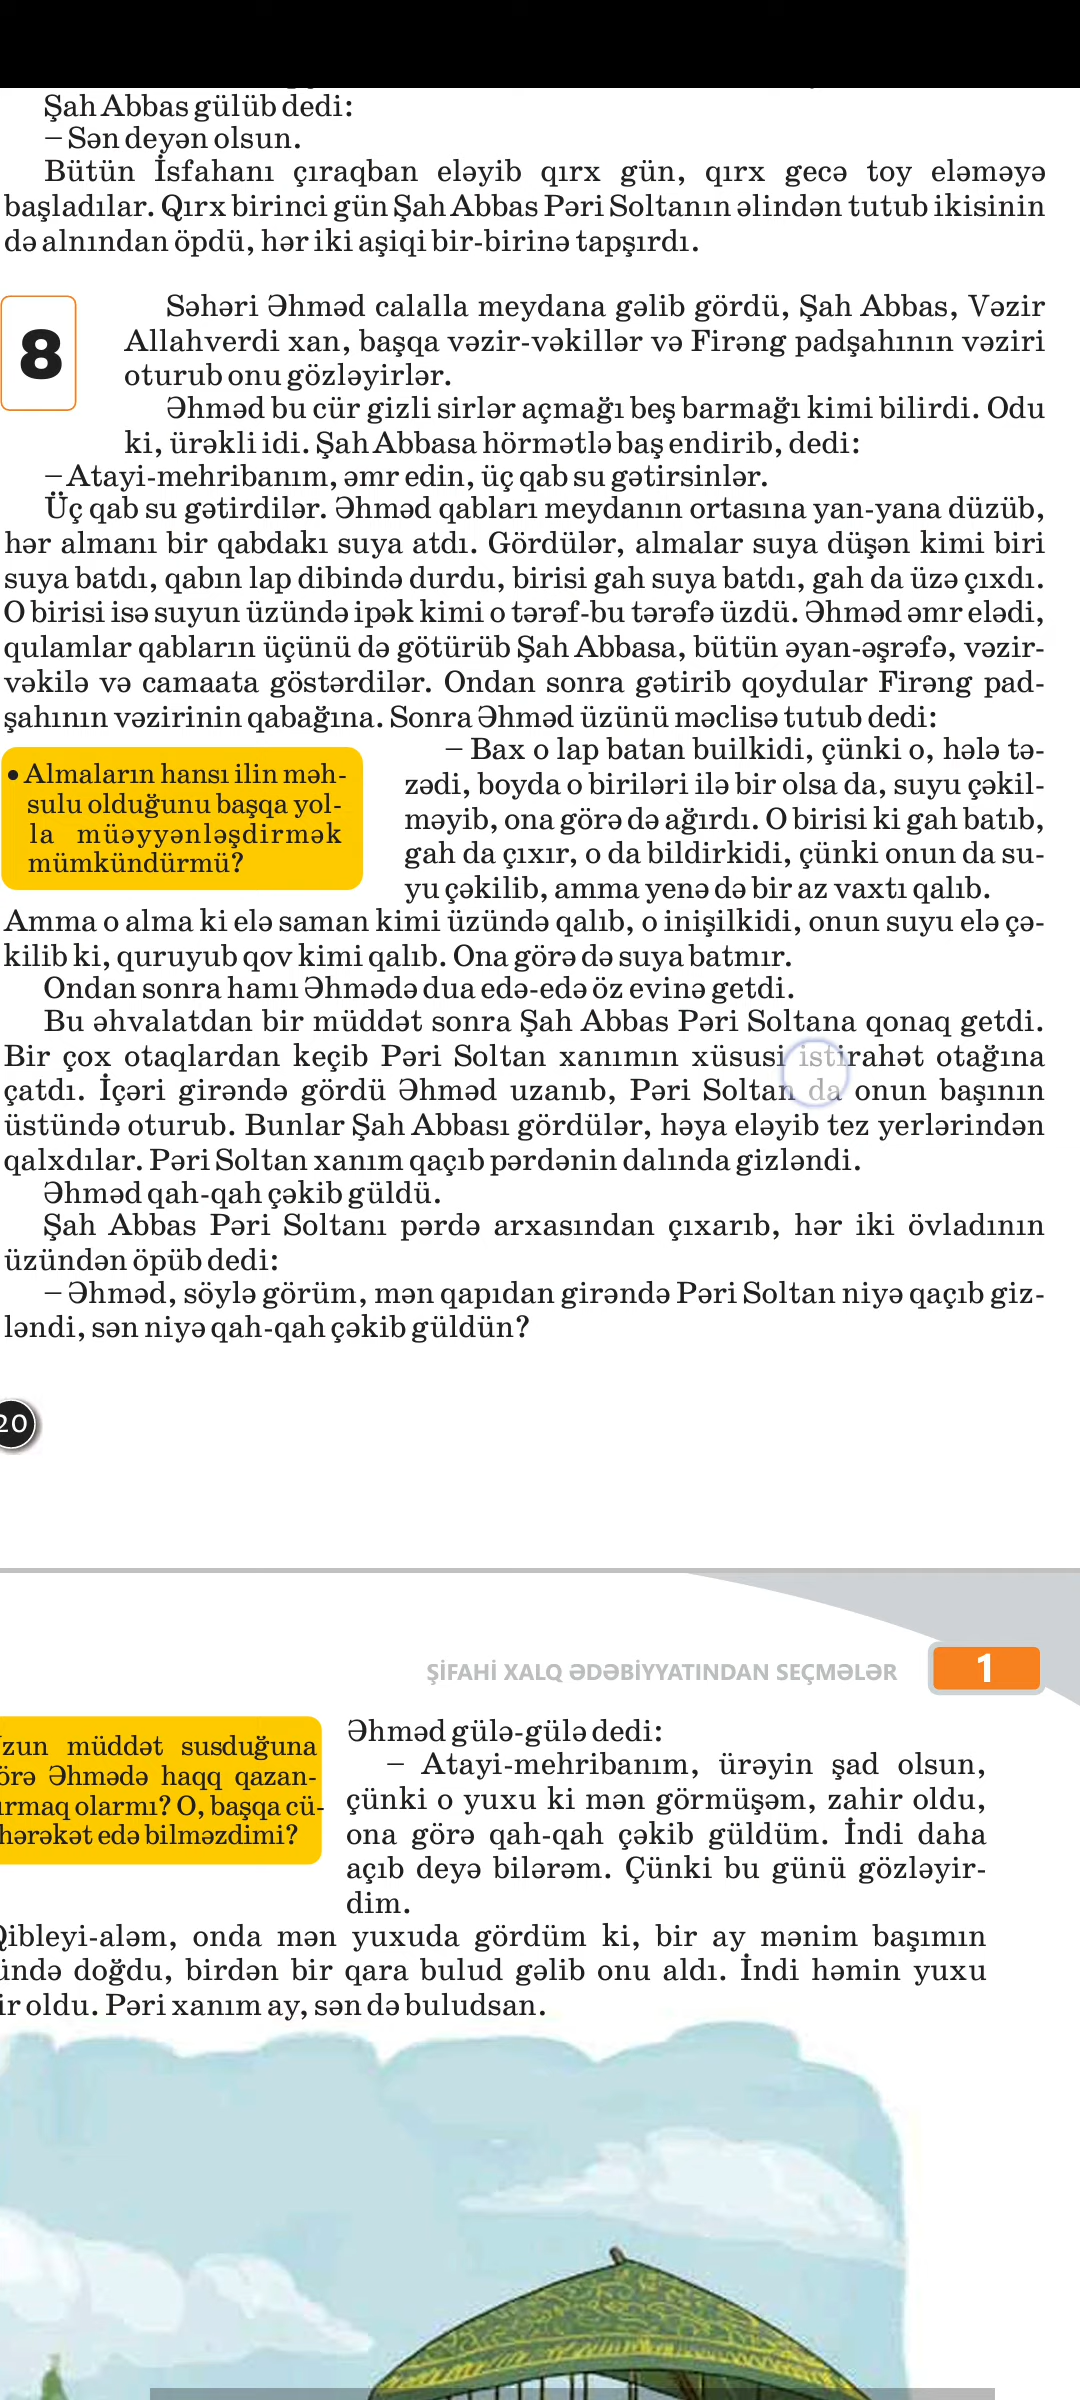 Şah Abbas gülüb dedi:
– Sən deyən olsun.
Bütün İsfahanı çıraqban eləyib qırx gün, qırx gecə toy eləməyə
başladılar. Qırx birinci gün Şah Abbas Pəri Soltanın əlindən tutub ikisinin
də alnından öpdü, hər iki aşiqi bir-birinə tapşırdı.
8
Səhəri Əhməd calalla meydana gəlib gördü, Şah Abbas, Vəzir
Allahverdi xan, başqa vəzir-vəkillər və Firəng padşahının vəziri
oturub onu gözləyirlər.
Əhməd bu cür gizli sirlər açmağı beş barmağı kimi bilirdi. Odu
ki, ürəkli idi. Şah Abbasa hörmətlə baş endirib, dedi:
– Atayi-mehribanım, əmr edin, üç qab su gətirsinlər.
Üç qab su gətirdilər. Əhməd qabları meydanın ortasına yan-yana düzüb,
hər almanı bir qabdakı suya atdı. Gördülər, almalar suya düşən kimi biri
suya batdı, qabın lap dibində durdu, birisi gah suya batdı, gah da üzə çıxdı.
O birisi isə suyun üzündə ipək kimi o tərəf-bu tərəfə üzdü. Əhməd əmr elədi,
qulamlar qabların üçünü də götürüb Şah Abbasa, bütün əyan-əşrəfə, vəzir-
vəkilə və camaata göstərdilər. Ondan sonra gətirib qoydular Firəng pad-
şahının vəzirinin qabağına. Sonra Əhməd üzünü məclisə tutub dedi:
– Bax o lap batan builkidi, çünki o, hələ tə-
zədi, boyda o biriləri ilə bir olsa da, suyu çəkil-
məyib, ona görə də ağırdı. O birisi ki gah batıb,
gah da çıxır, o da bildirkidi, çünki onun da su-
yu çəkilib, amma yenə də bir az vaxtı qalıb.
• Almaların hansı ilin məh-
sulu olduğunu başqa yol-
la müəyyənləşdirmək
mümkündürmü?
Amma o alma ki elə saman kimi üzündə qalıb, o inişilkidi, onun suyu elə çə-
kilib ki, quruyub qov kimi qalıb. Ona görə də suya batmır.
Ondan sonra hamı Əhmədə dua edə-edə öz evinə getdi.
Bu əhvalatdan bir müddət sonra Şah Abbas Pəri Soltana qonaq getdi.
Bir çox otaqlardan keçib Pəri Soltan xanımın xüsusi istirahət otağına
çatdı. İçəri girəndə gördü Əhməd uzanıb, Pəri Soltan da onun başının
üstündə oturub. Bunlar Şah Abbası gördülər, həya eləyib tez yerlərindən
qalxdılar. Pəri Soltan xanım qaçıb pərdənin dalında gizləndi.
Əhməd qah-qah çəkib güldü.
Şah Abbas Pəri Soltanı pərdə arxasından çıxarıb, hər iki övladının
üzündən öpüb dedi:
– Əhməd, söylə görüm, mən qapıdan girəndə Pəri Soltan niyə qaçıb giz-
ləndi, sən niyə qah-qah çəkib güldün?
20
ŞİFAHİ XALQ ƏDƏBİYYATINDAN SEÇMƏLƏR
1
zun müddət susduğuna
örə Əhmədə haqq qazan-
ırmaq olarmı? O, başqa cü-
hərəkət edə bilməzdimi?
Əhməd gülə-gülə dedi:
– Atayi-mehribanım, ürəyin şad olsun,
çünki o yuxu ki mən görmüşəm, zahir oldu,
ona görə qah-qah çəkib güldüm. İndi daha
açıb deyə bilərəm. Çünki bu günü gözləyir-
dim.
Qibleyi-aləm, onda mən yuxuda gördüm ki, bir ay mənim başımın
ündə doğdu, birdən bir qara bulud gəlib onu aldı. İndi həmin yuxu
ir oldu. Pəri xanım ay, sən də buludsan.